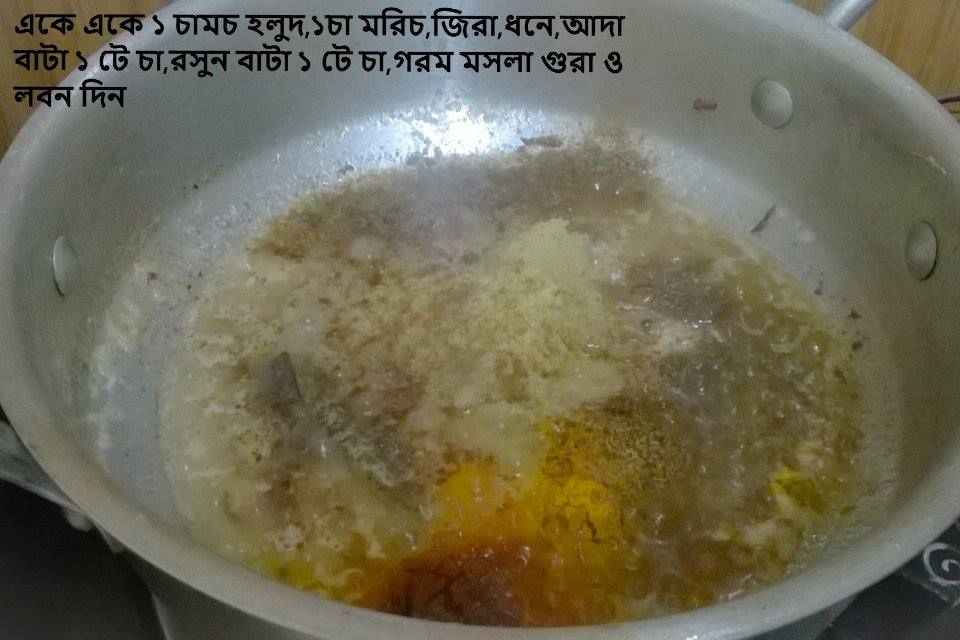 একে একে ১ চামচ হলুদ,১চা মরিচ,জিরা,ধনে,আদা
বাটা ১ টে চা,রসুন বাটা ১ টে চা,গরম মসলা গুরা ও
লবন দিন